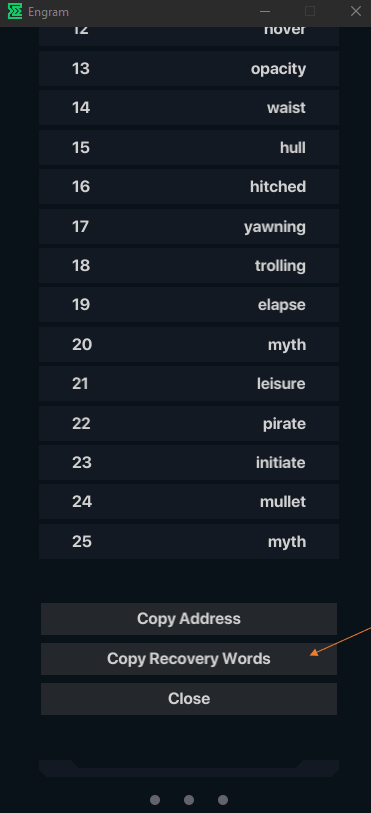 Engram
12 hover
13 opacity
14 waist
15 hull
16 hitched
17 yawning
18 trolling
19 elapse
20 myth
21 leisure
22 pirate
23 initiate
24 mullet
25 myth
Copy Address
Copy Recovery Words
Close